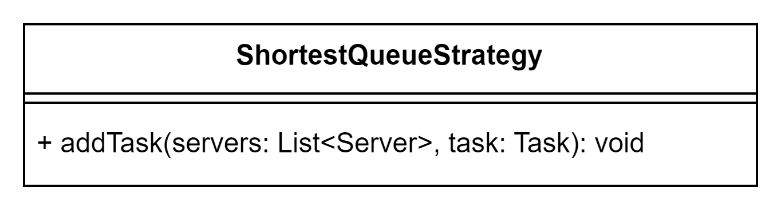 ShortestQueueStrategy
+ addTask(servers: List<Server>, task: Task): void